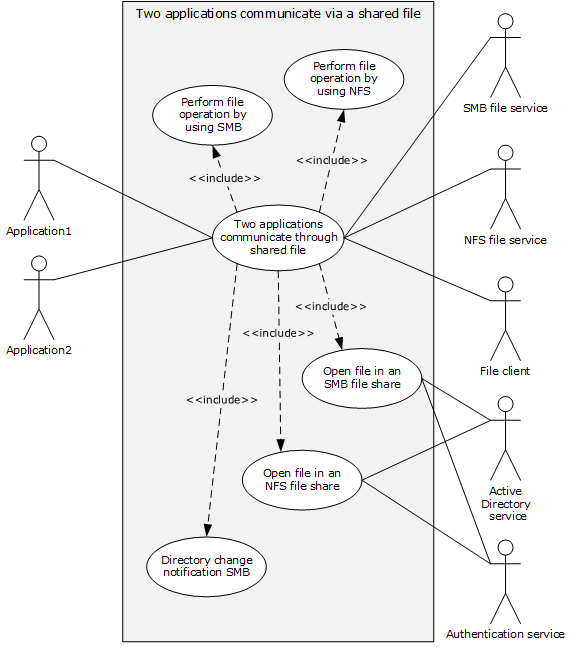 Two applications communicate via a shared file
Perform file
operation by
using NFS
Perform file
operation by
using SMB
SMB file service
<<include>>
<<include>>
Application1
Two applications
communicate through
shared file
NFS file service
Application2
<<include>>
<<include>>
File client
Open file in an
SMB file share
<<include>>
Open file in an
NFS file share
Active
Directory
service
Directory change
notification SMB
Authentication service